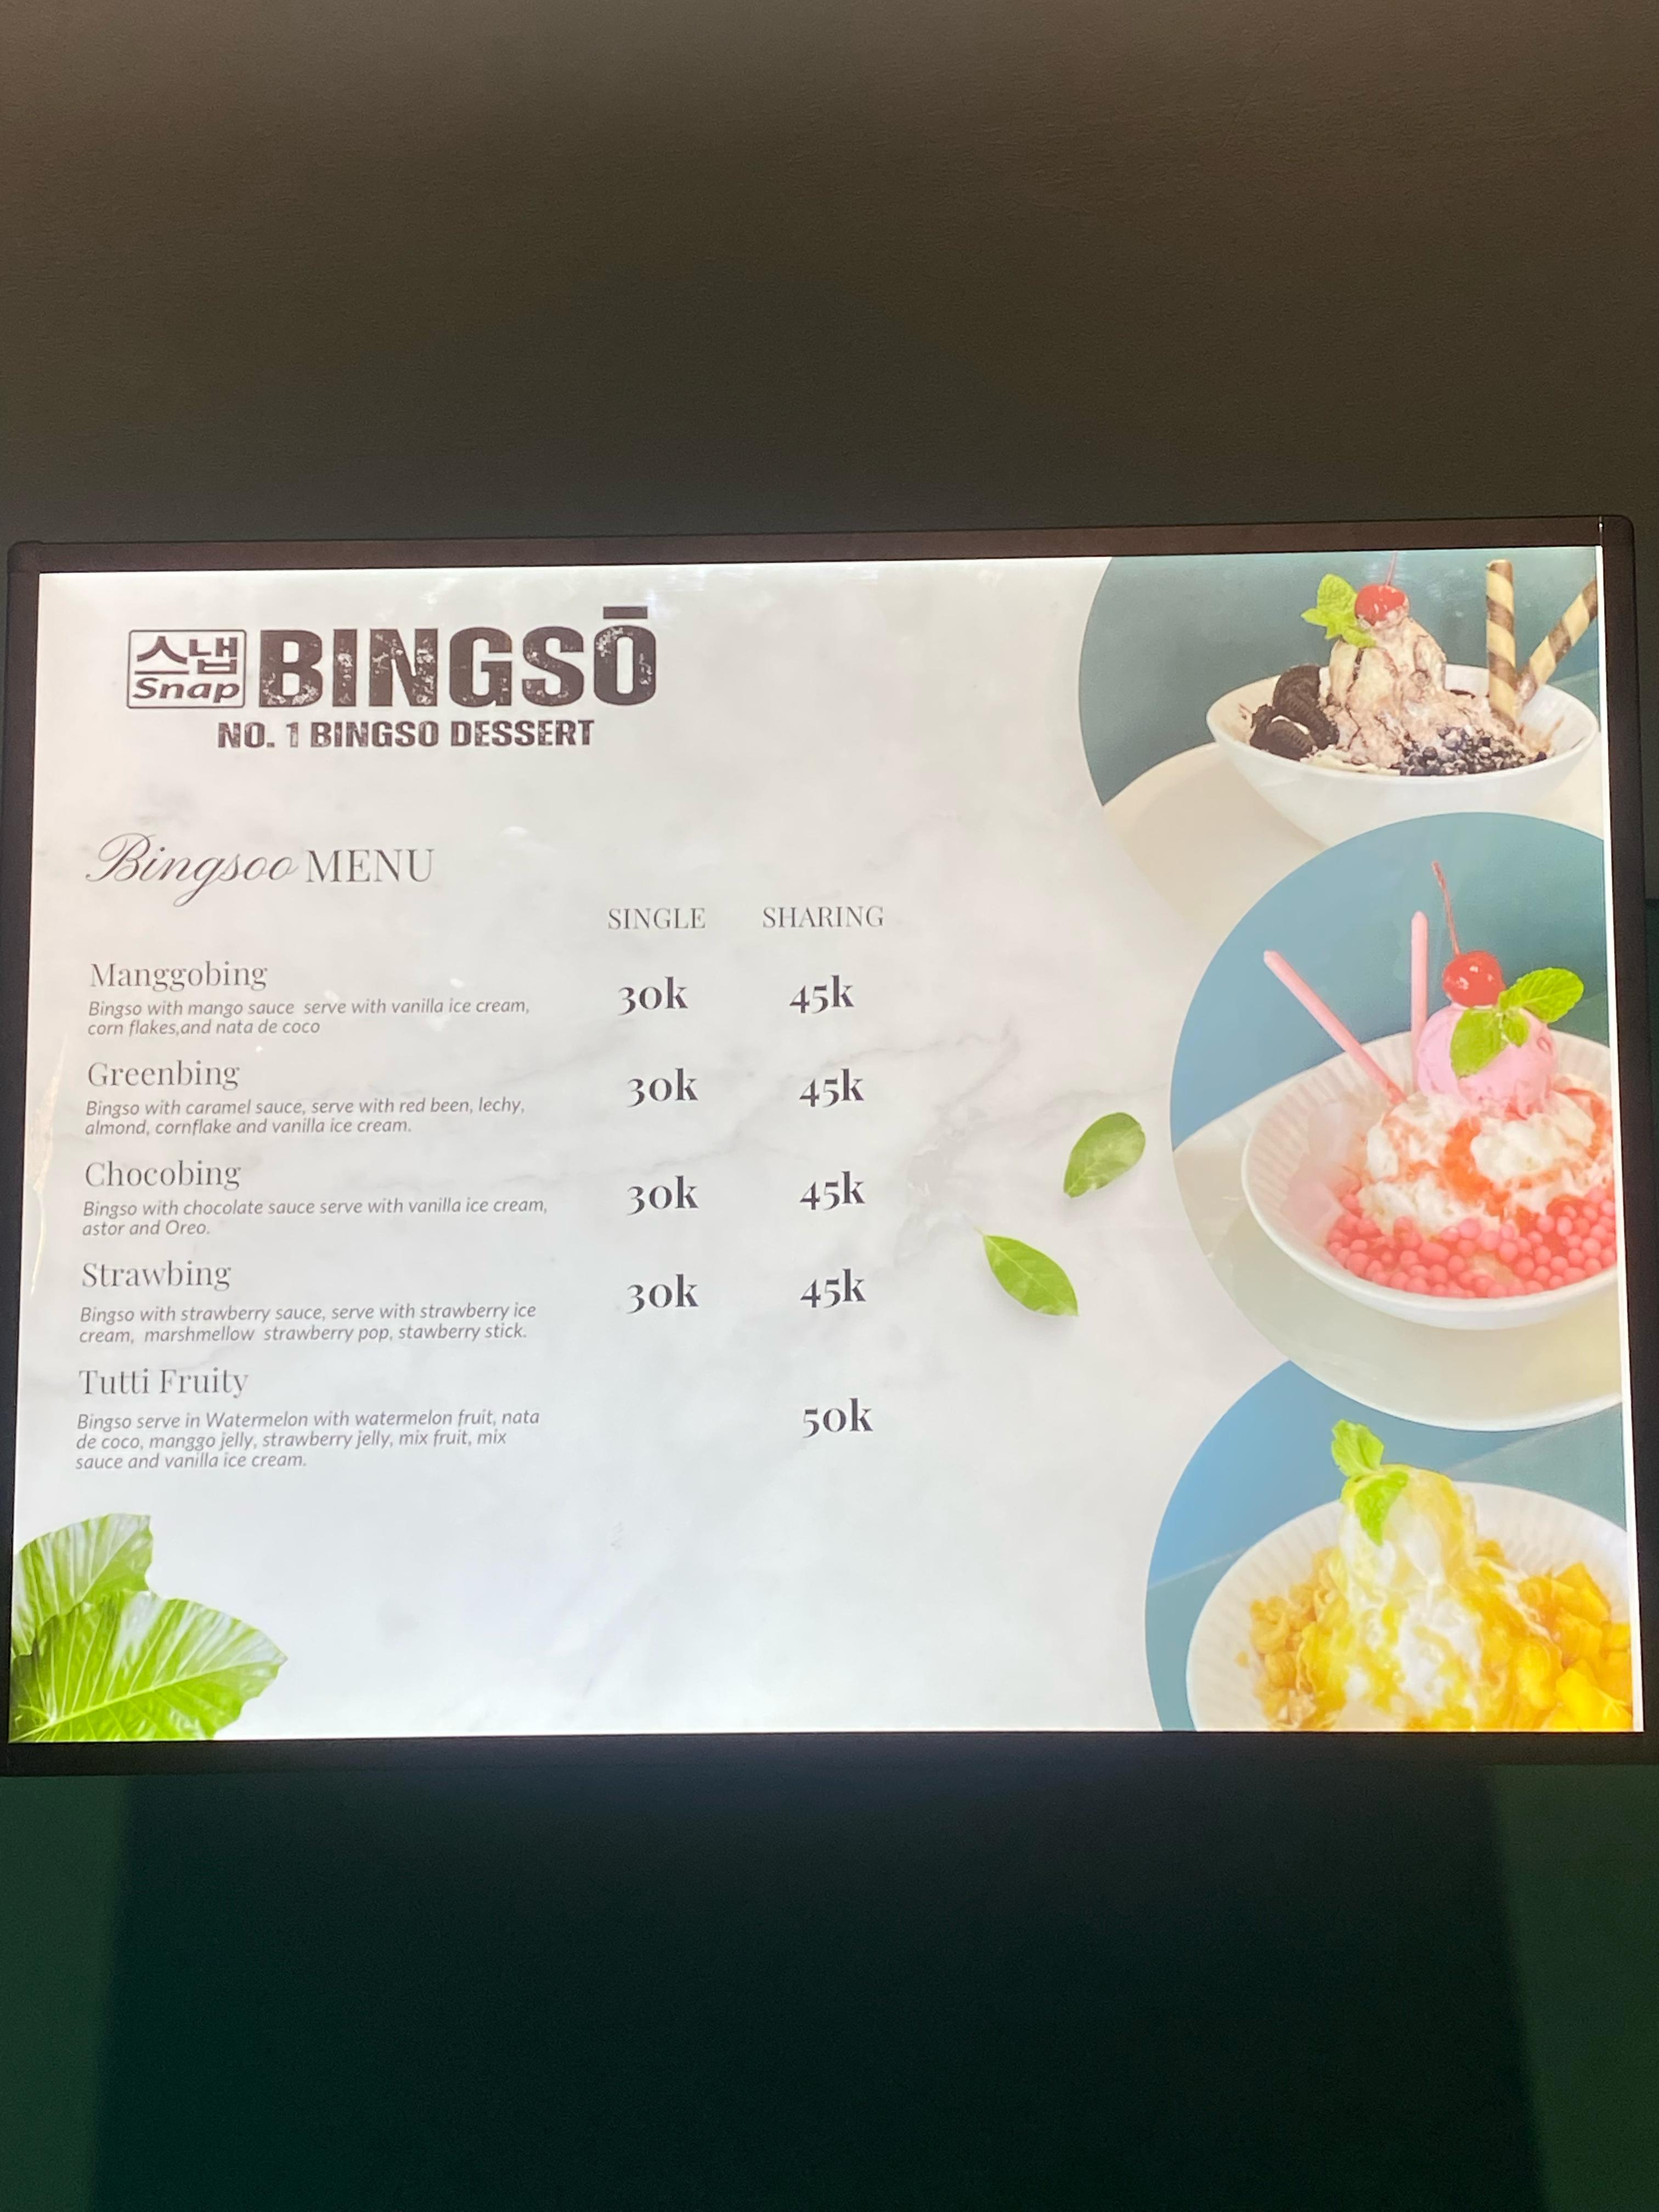 스냅
Snap
BINGSŌ
NO. 1 BINGSO DESSERT
Bingsoo MENU
SINGLE SHARING
Manggobing
Bingso with mango sauce serve with vanilla ice cream,
corn flakes,and nata de coco
30k 45k
Greenbing
Bingso with caramel sauce, serve with red been, lechy,
almond, cornflake and vanilla ice cream.
30k 45k
Chocobing
Bingso with chocolate sauce serve with vanilla ice cream,
astor and Oreo.
30k 45k
Strawbing
Bingso with strawberry sauce, serve with strawberry ice
cream, marshmellow strawberry pop, stawberry stick.
30k 45k
Tutti Fruity
Bingso serve in Watermelon with watermelon fruit, nata
de coco, manggo jelly, strawberry jelly, mix fruit, mix
sauce and vanilla ice cream.
50k